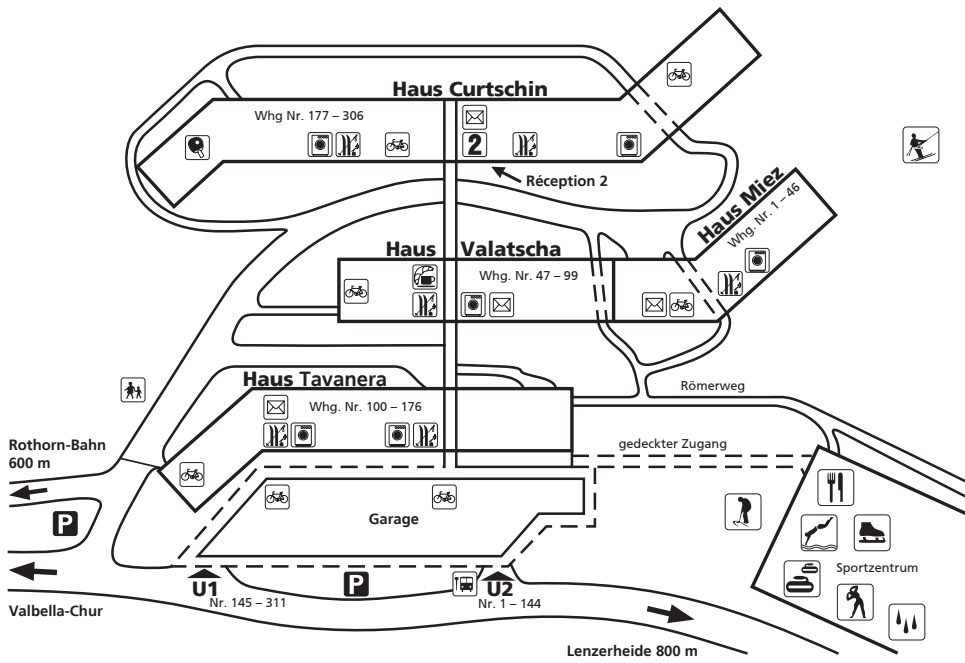 Haus Curtschin
Whg Nr. 177 – 306
2
Réception 2
Haus Miez
Whg. Nr. 1 – 46
Haus Valatscha
Whg. Nr. 47 – 99
Haus Tavanera
Whg. Nr. 100 – 176
Römerweg
gedeckter Zugang
Rothorn-Bahn
600 m
P
Garage
Sportzentrum
U1
Nr. 145 – 311
P
U2
Nr. 1 – 144
Valbella-Chur
Lenzerheide 800 m